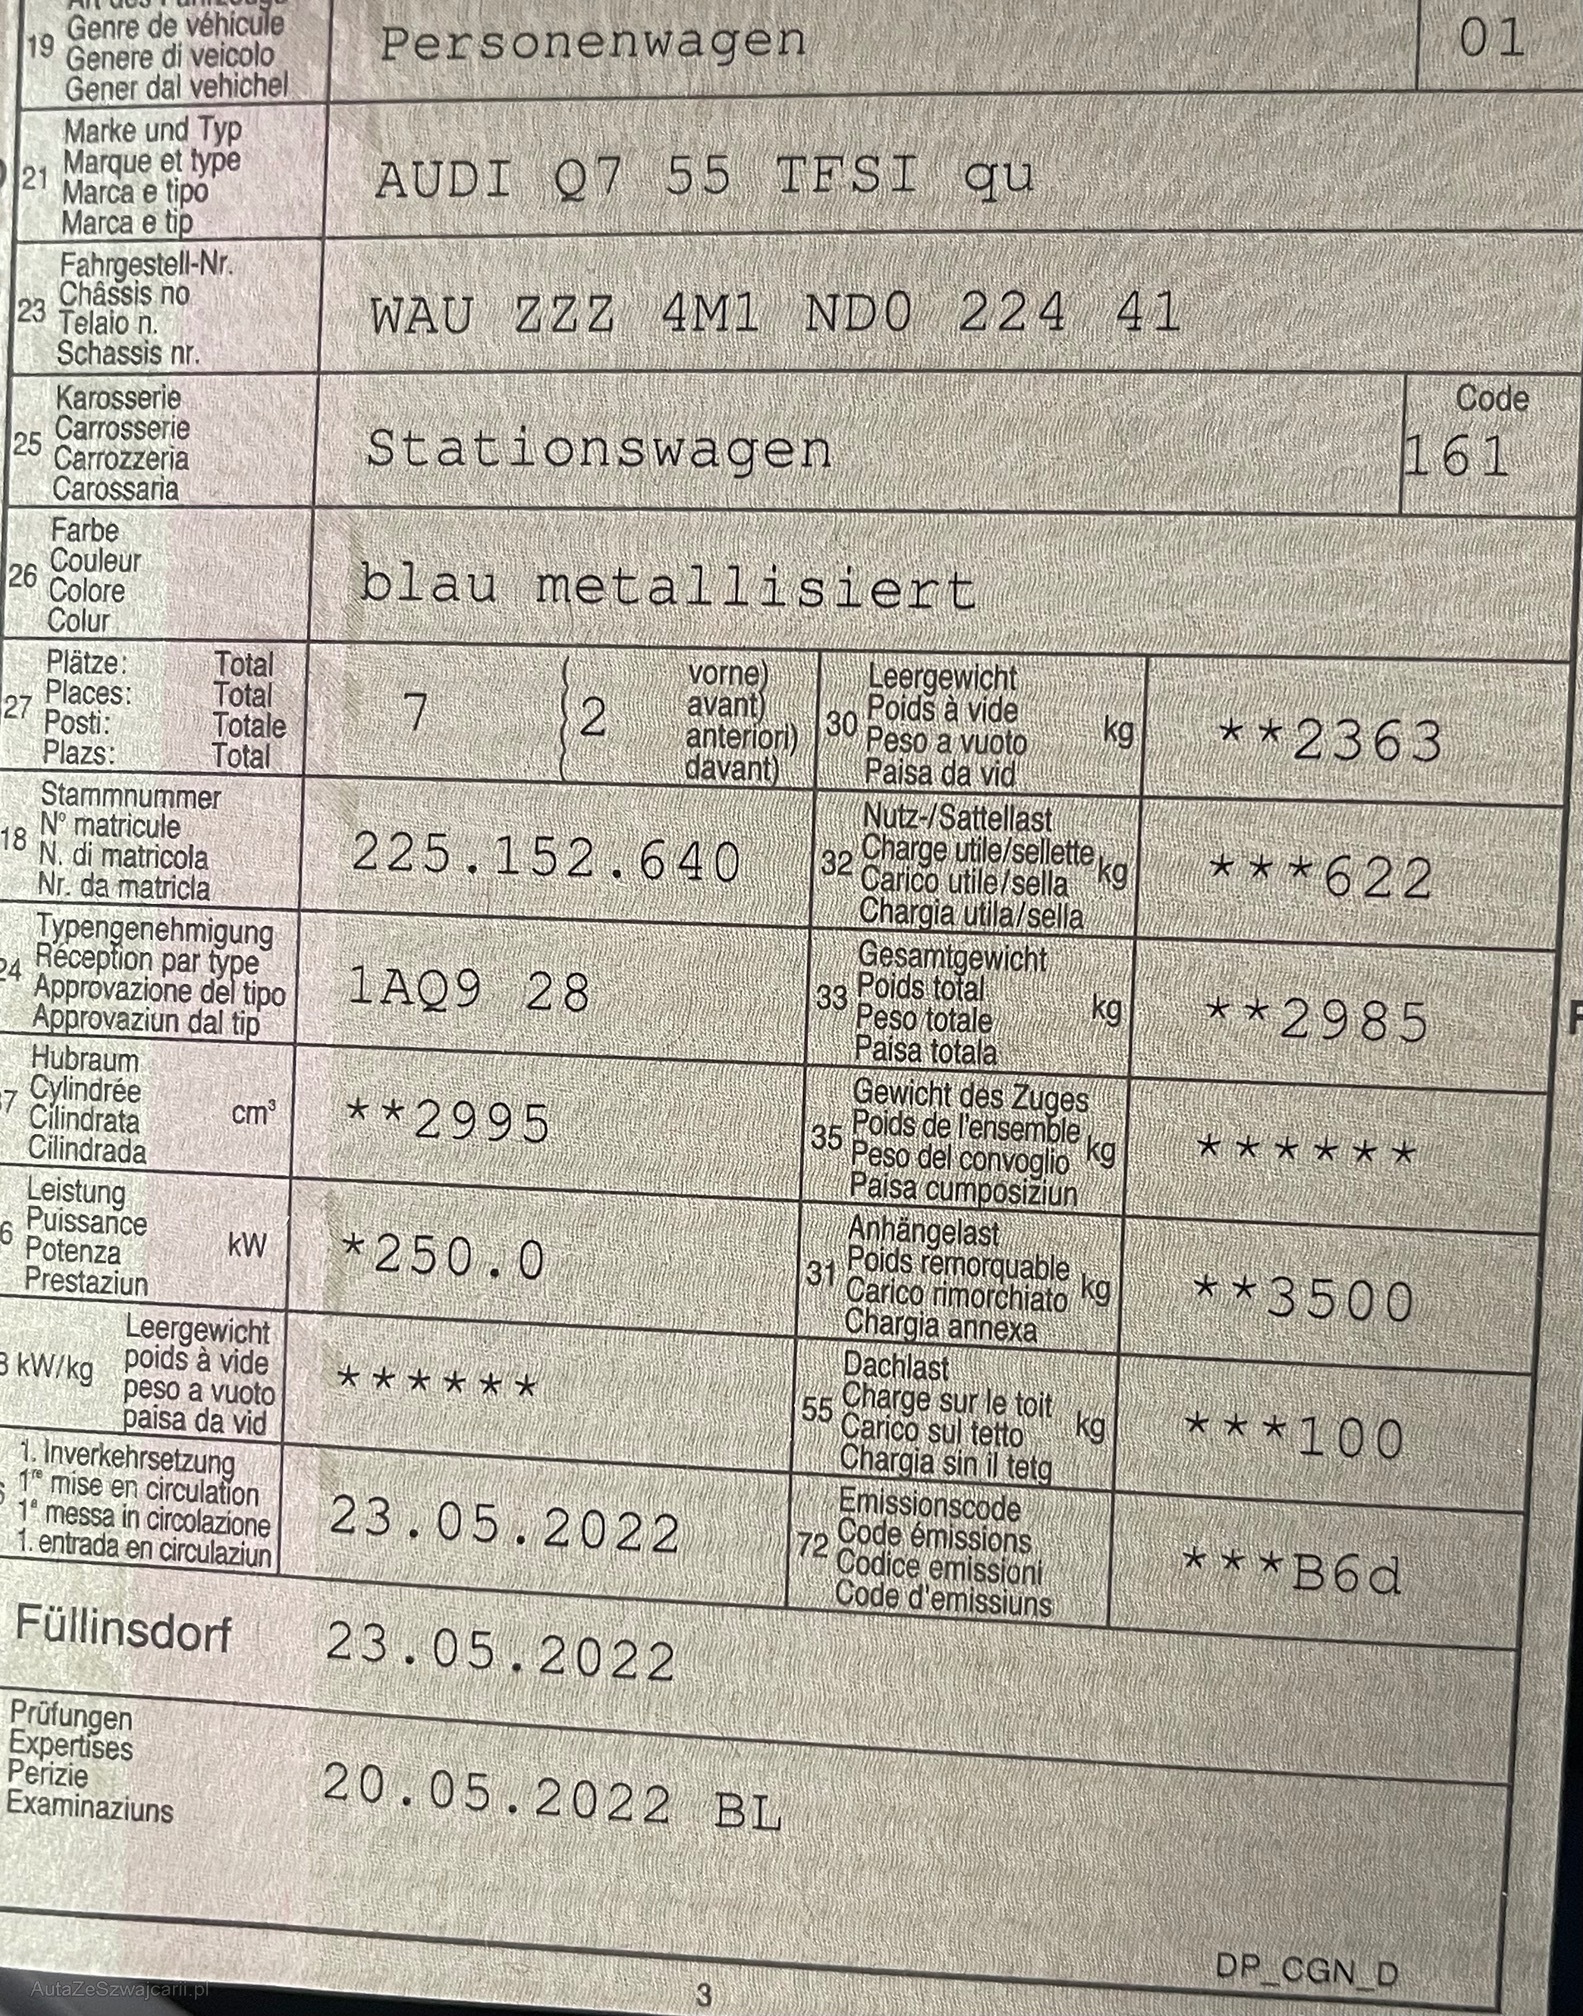 19 Genre de véhicule
Genere di veicolo
Gener dal vehichel
Personenwagen 01
21 Marke und Typ
Marque et type
Marca e tipo
Marca e tip
AUDI Q7 55 TFSI qu
23 Fahrgestell-Nr.
Châssis no
Telaio n.
Schassis nr.
WAU ZZZ 4M1 ND0 224 41
25 Karosserie
Carrosserie
Carrozzeria
Carossaria
Stationswagen
Code
161
26 Farbe
Couleur
Colore
Colur
blau metallisiert
27 Plätze: Total
Places: Total
Posti: Totale
Plazs: Total
7 (2 vorne)
avant)
anteriori)
davant)
30 Leergewicht
Poids à vide
Peso a vuoto
Paisa da vid
kg **2363
18 Stammnummer
N° matricule
N. di matricola
Nr. da matricla
225.152.640
32 Nutz-/Sattellast
Charge utile/sellette
Carico utile/sella
Chargia utila/sella
kg ***622
24 Typengenehmigung
Réception par type
Approvazione del tipo
Approvaziun dal tip
1AQ9 28
33 Gesamtgewicht
Poids total
Peso totale
Paisa totala
kg **2985
7 Hubraum
Cylindrée
Cilindrata
Cilindrada
cm³ **2995
35 Gewicht des Zuges
Poids de l'ensemble
Peso del convoglio
Paisa cumposiziun
kg ******
6 Leistung
Puissance
Potenza
Prestaziun
kW *250.0
31 Anhängelast
Poids remorquable
Carico rimorchiato
Chargia annexa
kg **3500
kW/kg Leergewicht
poids à vide
peso a vuoto
paisa da vid
******
55 Dachlast
Charge sur le toit
Carico sul tetto
Chargia sin il tetg
kg ***100
1. Inverkehrsetzung
1re mise en circulation
1a messa in circolazione
1. entrada en circulaziun
23.05.2022
72 Emissionscode
Code émissions
Codice emissioni
Code d'emissiuns
***B6d
Füllinsdorf 23.05.2022
Prüfungen
Expertises
Perizie
Examinaziuns
20.05.2022 BL
DP_CGN_D
3
AutaZeSzwajcarii.pl